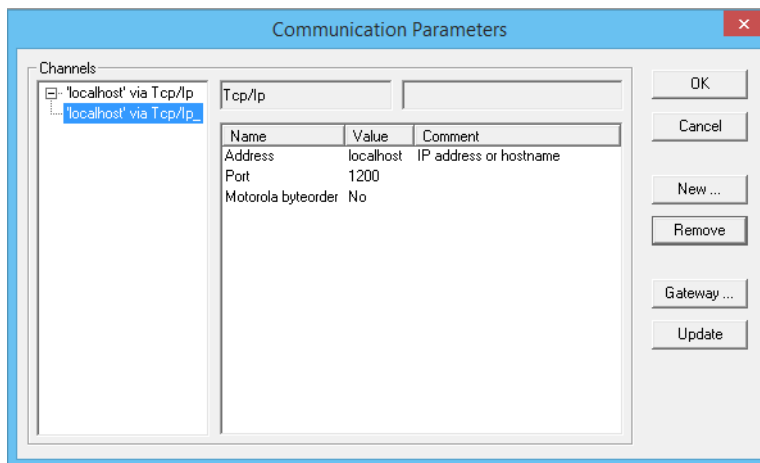 Communication Parameters
Channels
'localhost' via Tcp/Ip
'localhost' via Tcp/Ip_
Tcp/Ip
Name Value Comment
Address localhost IP address or hostname
Port 1200
Motorola byteorder No
OK
Cancel
New ...
Remove
Gateway ...
Update